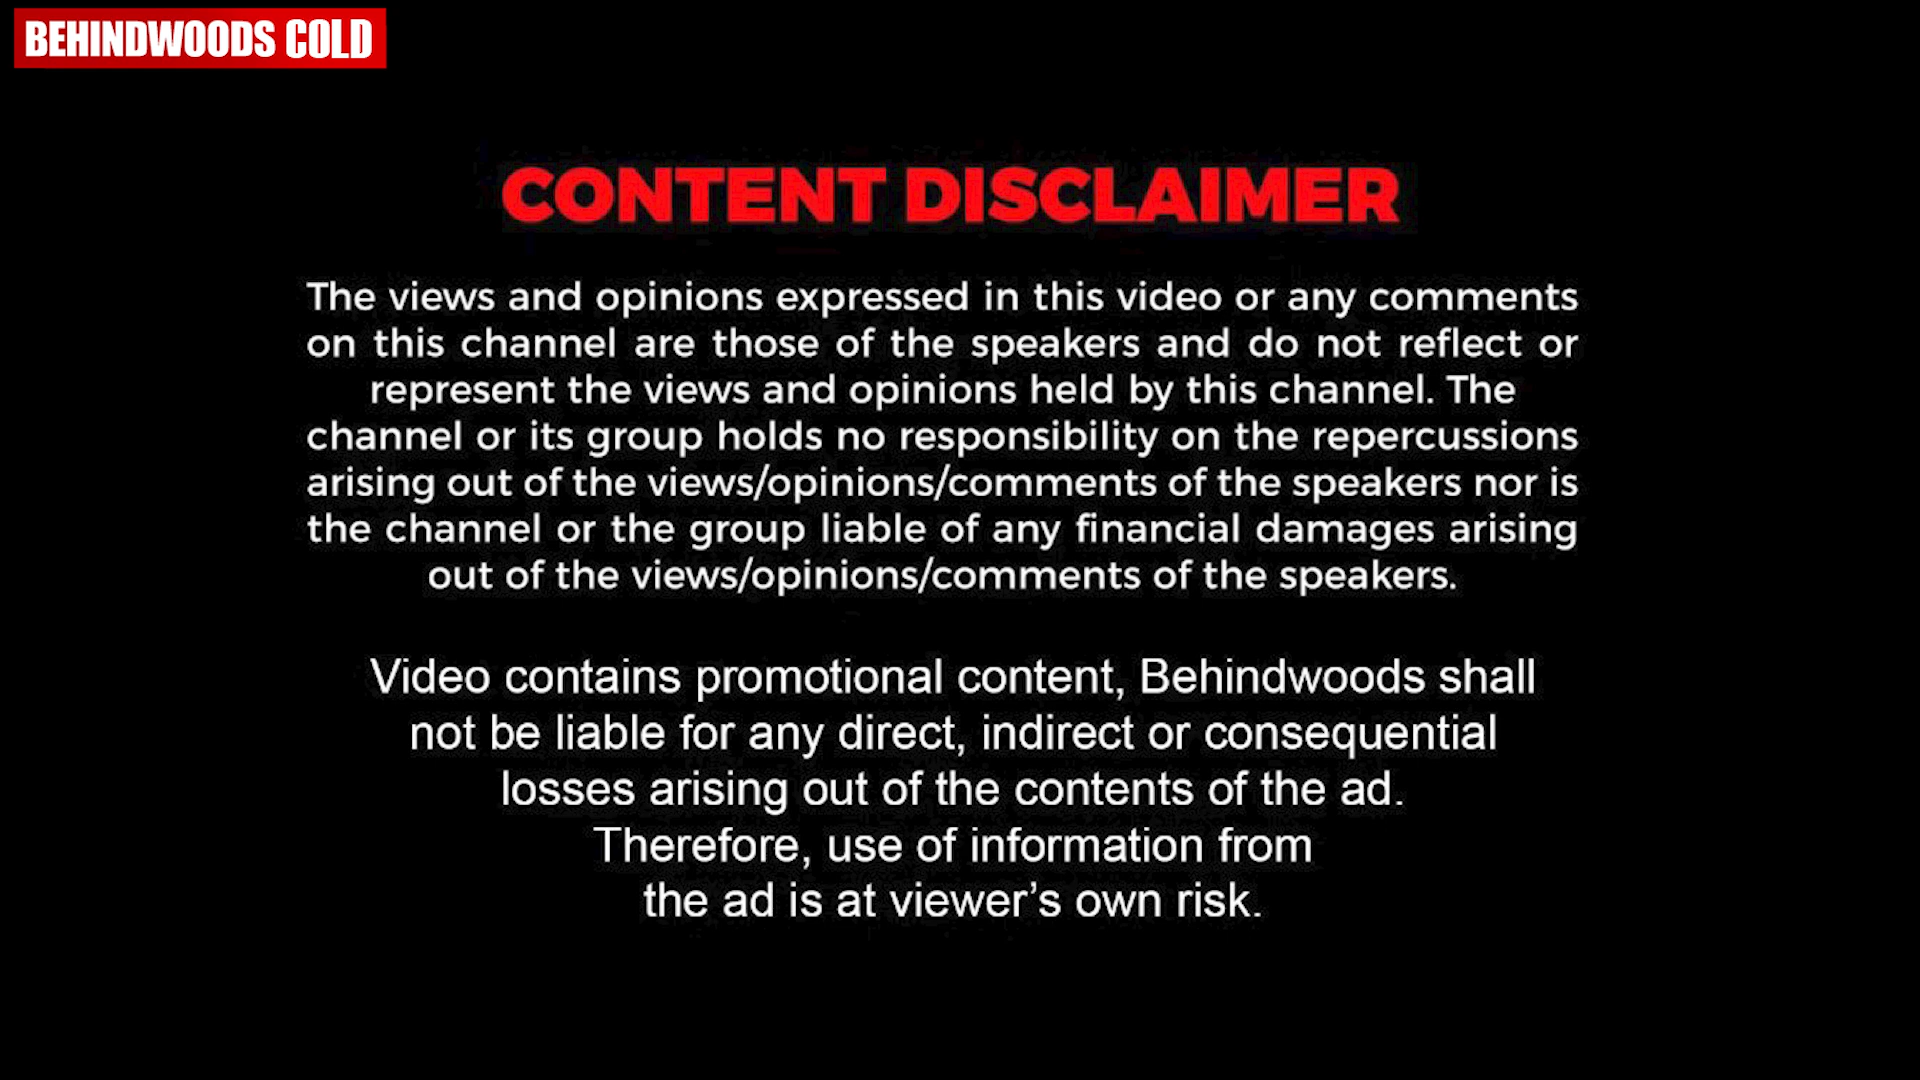 BEHINDWOODS COLD
CONTENT DISCLAIMER
The views and opinions expressed in this video or any comments
on this channel are those of the speakers and do not reflect or
represent the views and opinions held by this channel. The
channel or its group holds no responsibility on the repercussions
arising out of the views/opinions/comments of the speakers nor is
the channel or the group liable of any financial damages arising
out of the views/opinions/comments of the speakers.
Video contains promotional content, Behindwoods shall
not be liable for any direct, indirect or consequential
losses arising out of the contents of the ad.
Therefore, use of information from
the ad is at viewer’s own risk.